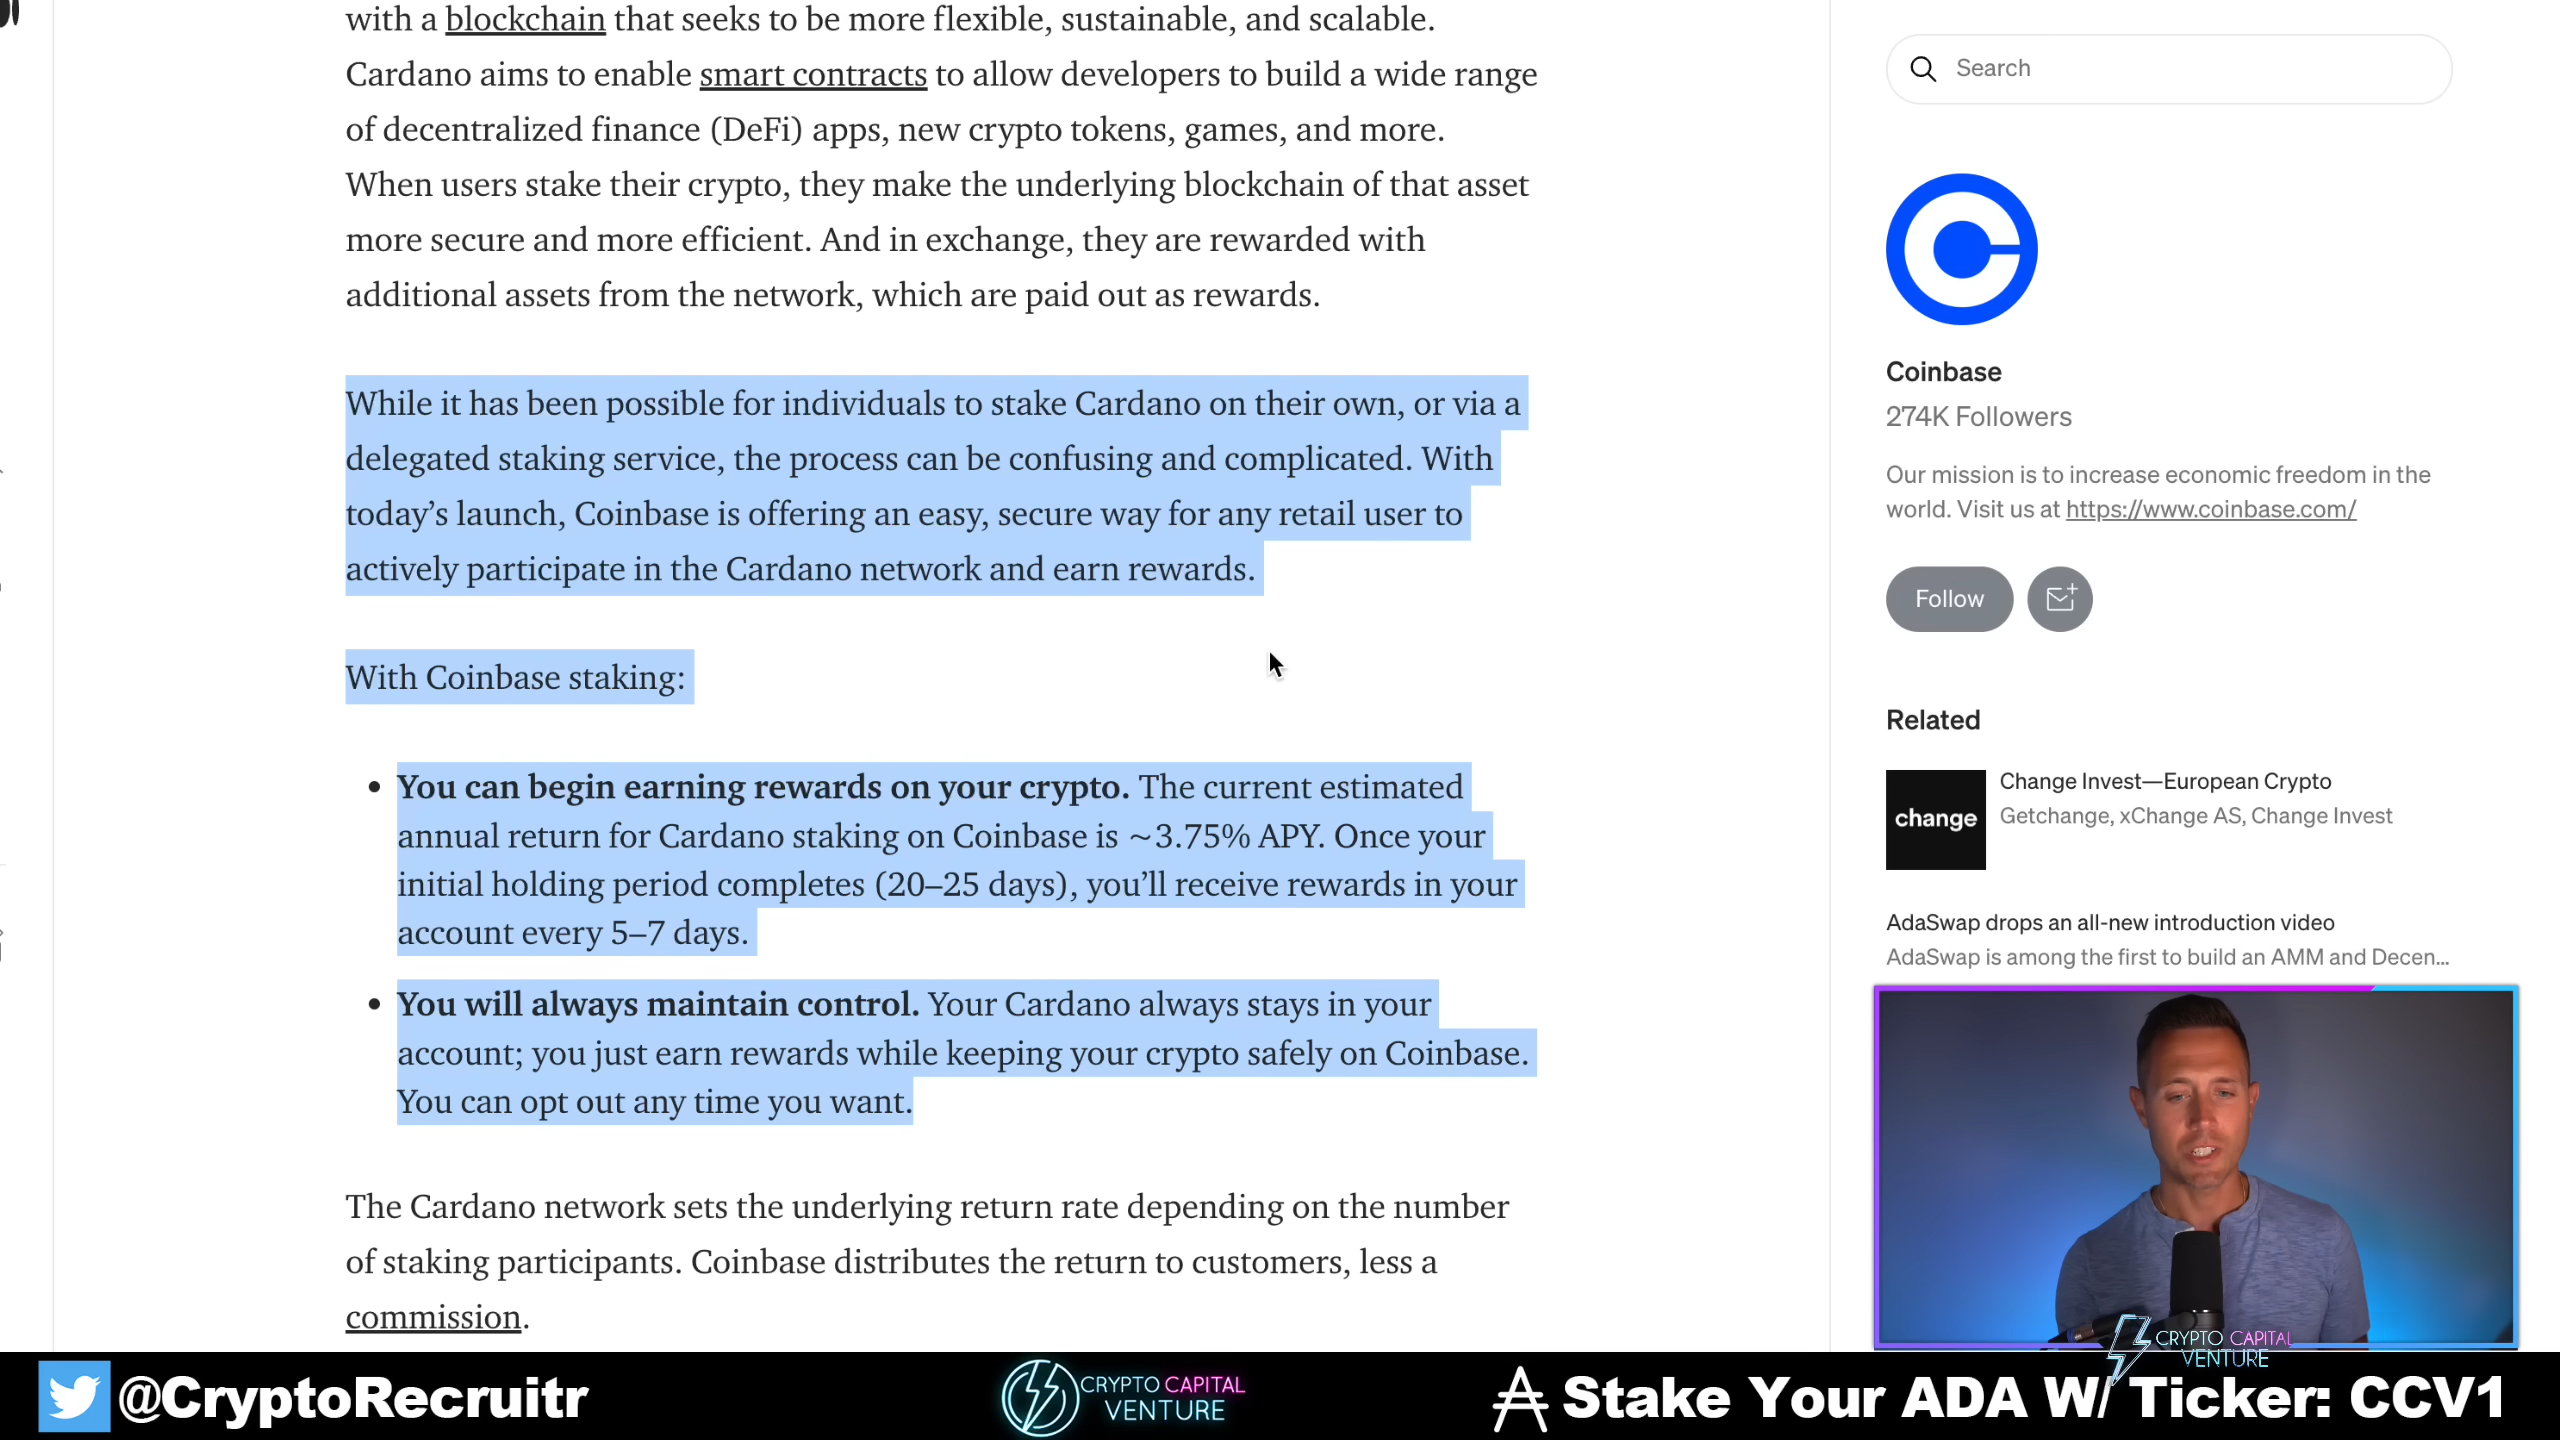 with a blockchain that seeks to be more flexible, sustainable, and scalable.
Cardano aims to enable smart contracts to allow developers to build a wide range
of decentralized finance (DeFi) apps, new crypto tokens, games, and more.
When users stake their crypto, they make the underlying blockchain of that asset
more secure and more efficient. And in exchange, they are rewarded with
additional assets from the network, which are paid out as rewards.
While it has been possible for individuals to stake Cardano on their own, or via a
delegated staking service, the process can be confusing and complicated. With
today’s launch, Coinbase is offering an easy, secure way for any retail user to
actively participate in the Cardano network and earn rewards.
With Coinbase staking:
• You can begin earning rewards on your crypto. The current estimated
annual return for Cardano staking on Coinbase is ~3.75% APY. Once your
initial holding period completes (20–25 days), you’ll receive rewards in your
account every 5–7 days.
• You will always maintain control. Your Cardano always stays in your
account; you just earn rewards while keeping your crypto safely on Coinbase.
You can opt out any time you want.
The Cardano network sets the underlying return rate depending on the number
of staking participants. Coinbase distributes the return to customers, less a
commission.
Search
Coinbase
274K Followers
Our mission is to increase economic freedom in the
world. Visit us at https://www.coinbase.com/
Follow
Related
change
Change Invest—European Crypto
Getchange, xChange AS, Change Invest
AdaSwap drops an all-new introduction video
AdaSwap is among the first to build an AMM and Decen...
CRYPTO CAPITAL
VENTURE
@CryptoRecruitr
CRYPTO CAPITAL
VENTURE
Stake Your ADA W/ Ticker: CCV1